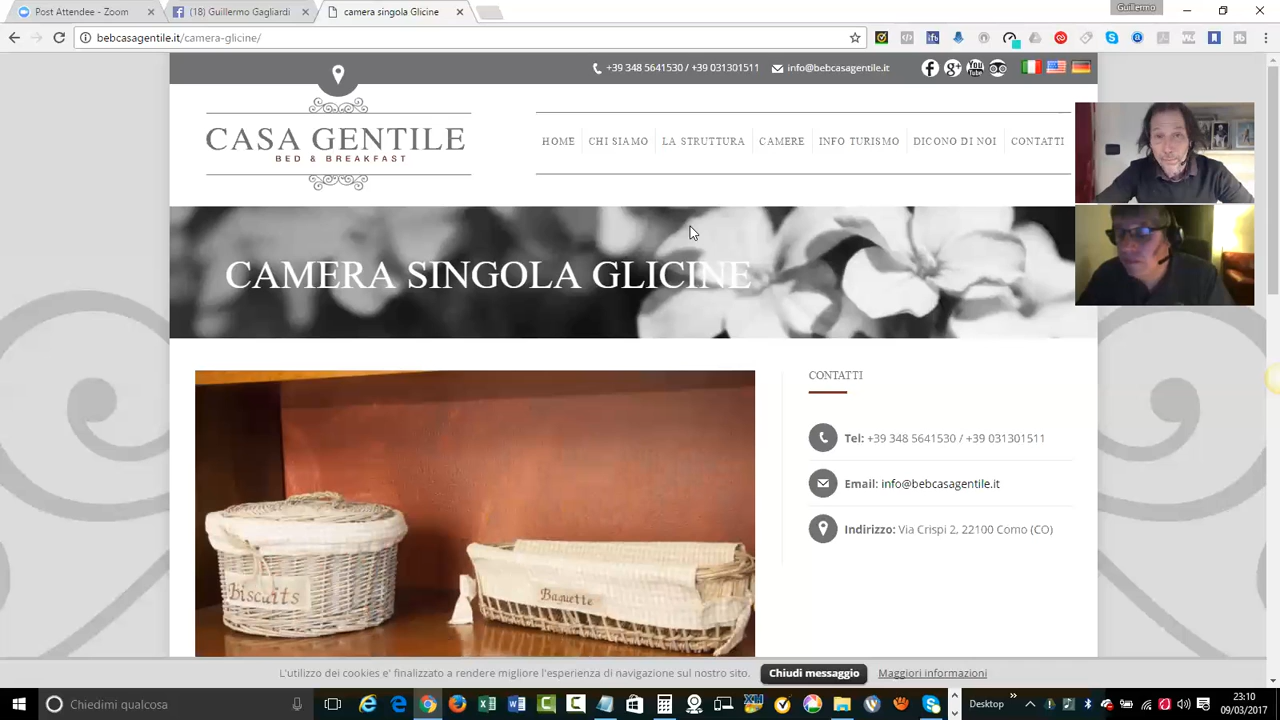 Post Attendee - Zoom
(18) Guillermo Gagliardi
camera singola Glicine
Guillermo
bebcasagentile.it/camera-glicine/
+39 348 5641530 / +39 031301511
info@bebcasagentile.it
CASA GENTILE
BED & BREAKFAST
HOME
CHI SIAMO
LA STRUTTURA
CAMERE
INFO TURISMO
DICONO DI NOI
CONTATTI
CAMERA SINGOLA GLICINE
CONTATTI
Tel: +39 348 5641530 / +39 031301511
Email: info@bebcasagentile.it
Indirizzo: Via Crispi 2, 22100 Como (CO)
Biscuits
Baguette
L'utilizzo dei cookies e' finalizzato a rendere migliore l'esperienza di navigazione sul nostro sito.
Chiudi messaggio
Maggiori informazioni
Chiedimi qualcosa
Desktop
23:10
09/03/2017